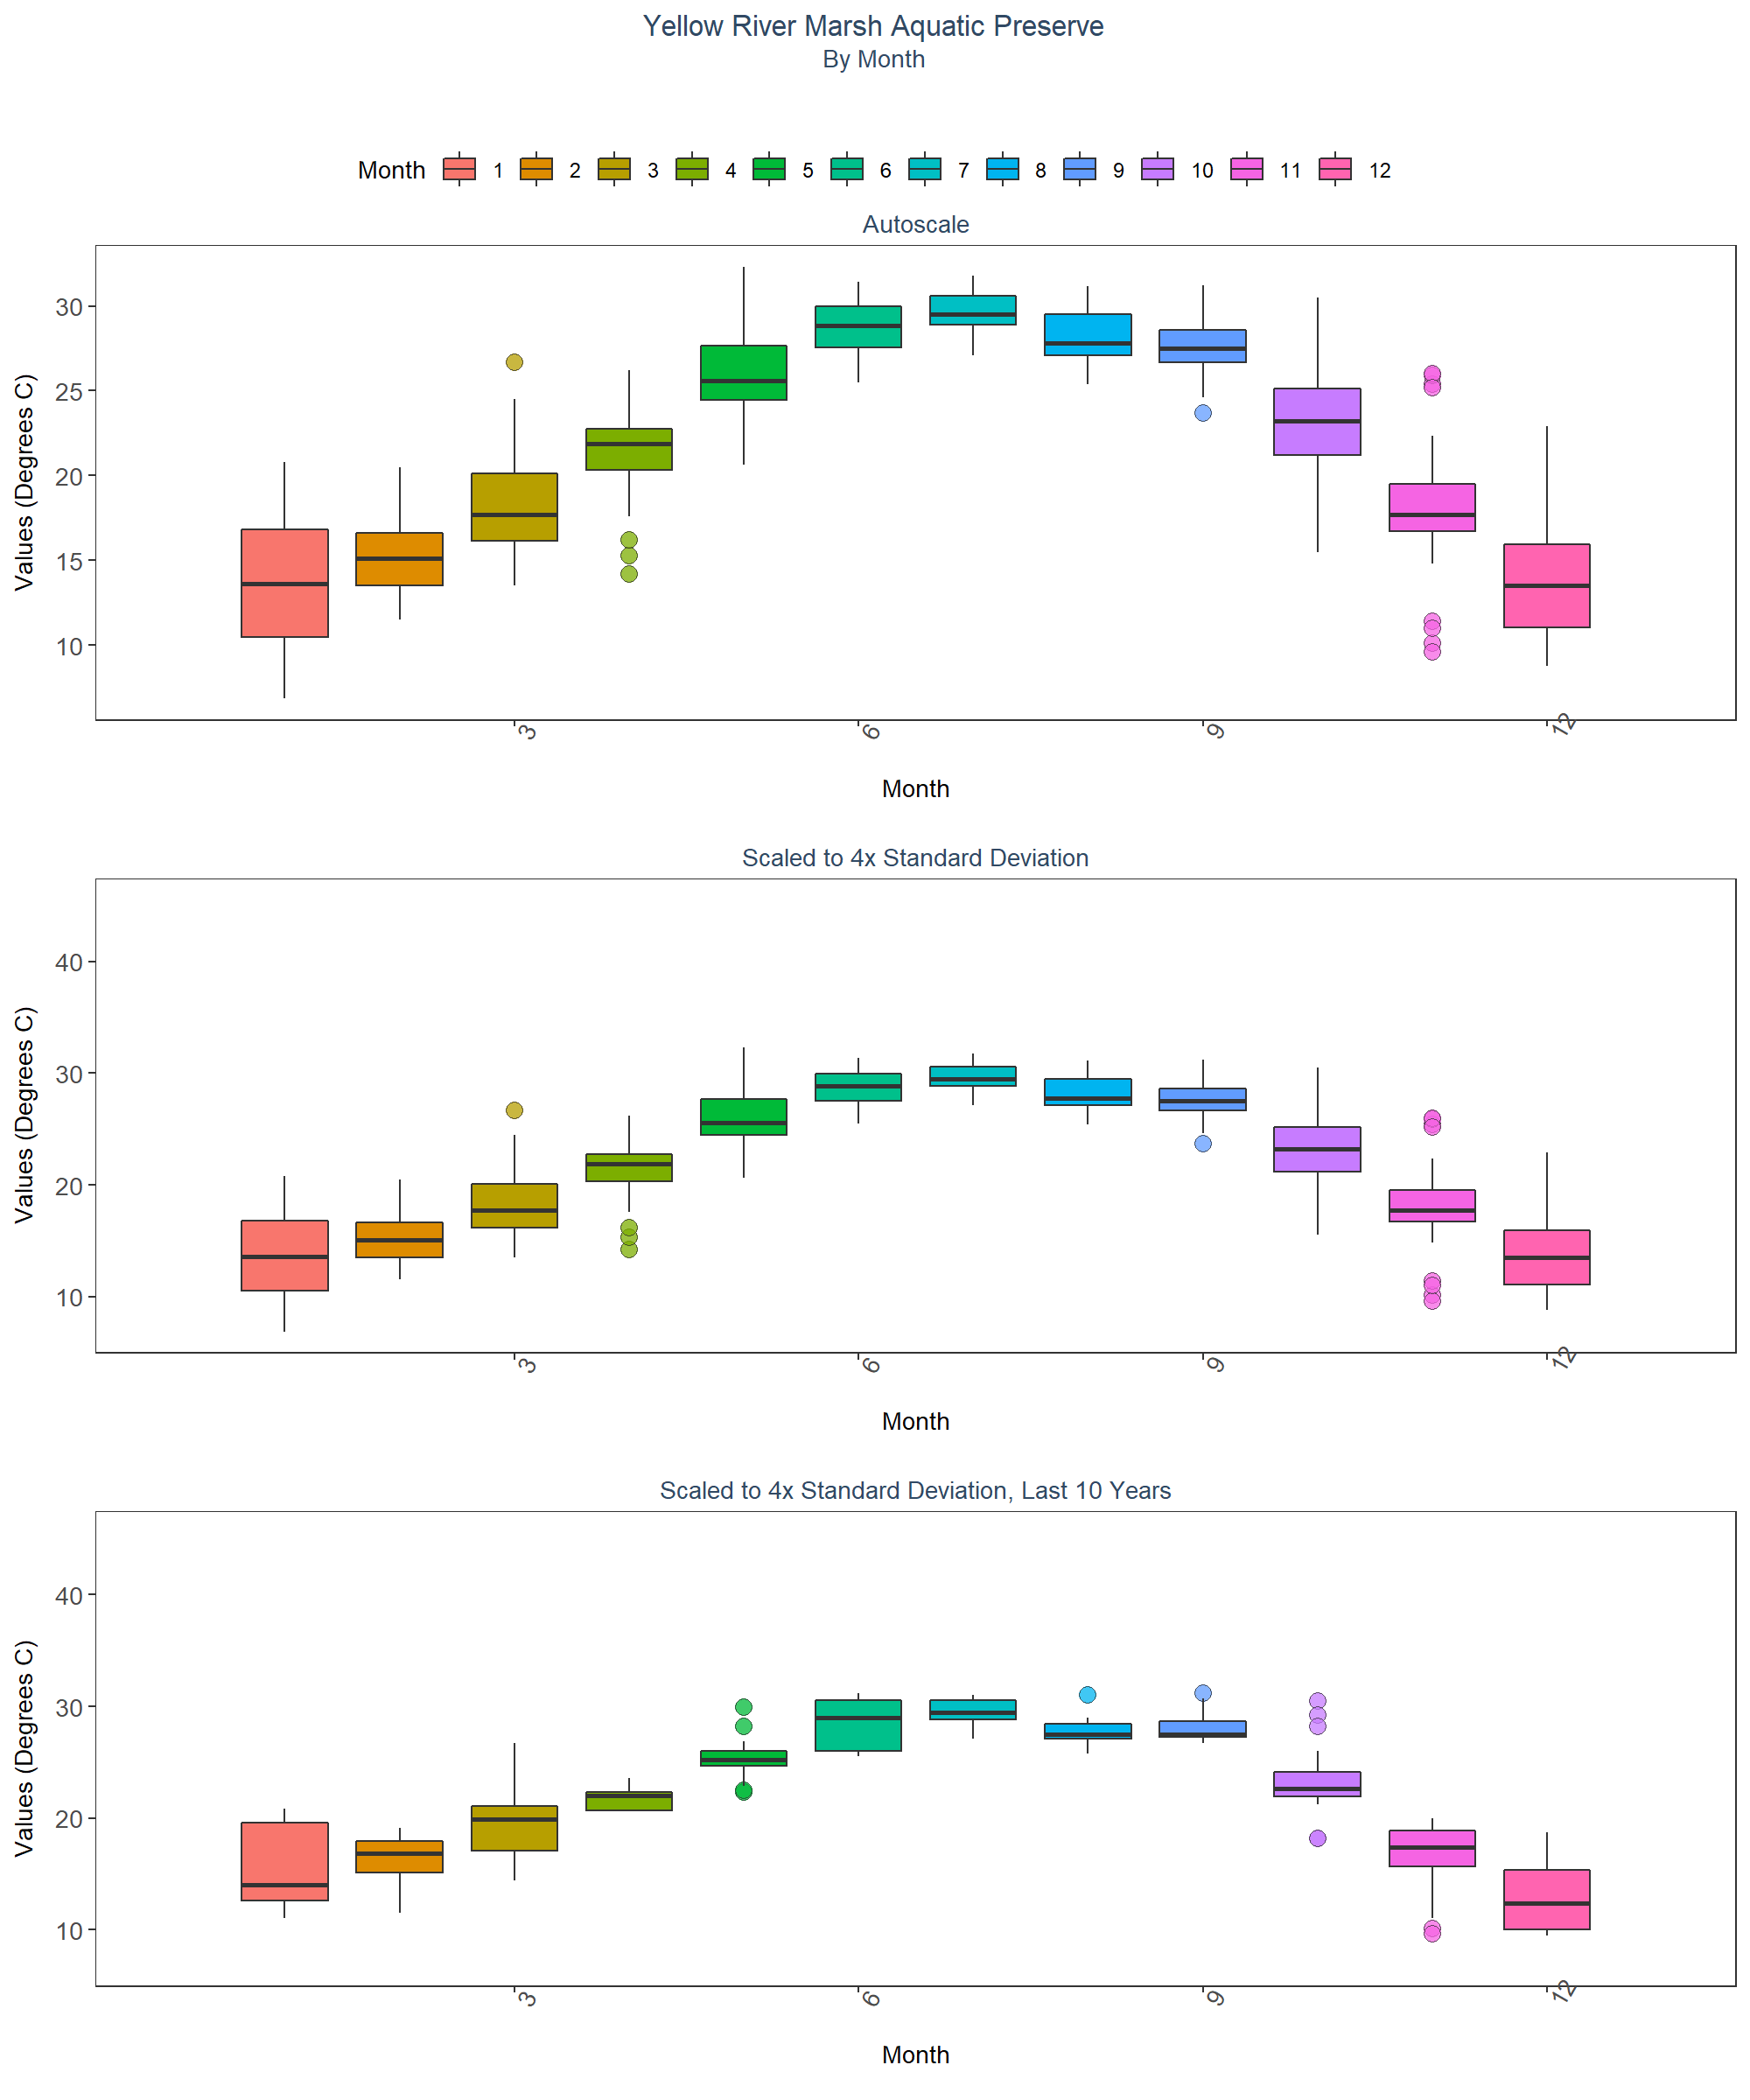 Yellow River Marsh Aquatic Preserve
By Month
Month 1 2 3 4 5 6 7 8 9 10 11 12
Autoscale
Values (Degrees C)
30
25
20
15
10
3 6 9 12
Month
Scaled to 4x Standard Deviation
Values (Degrees C)
40
30
20
10
3 6 9 12
Month
Scaled to 4x Standard Deviation, Last 10 Years
Values (Degrees C)
40
30
20
10
3 6 9 12
Month